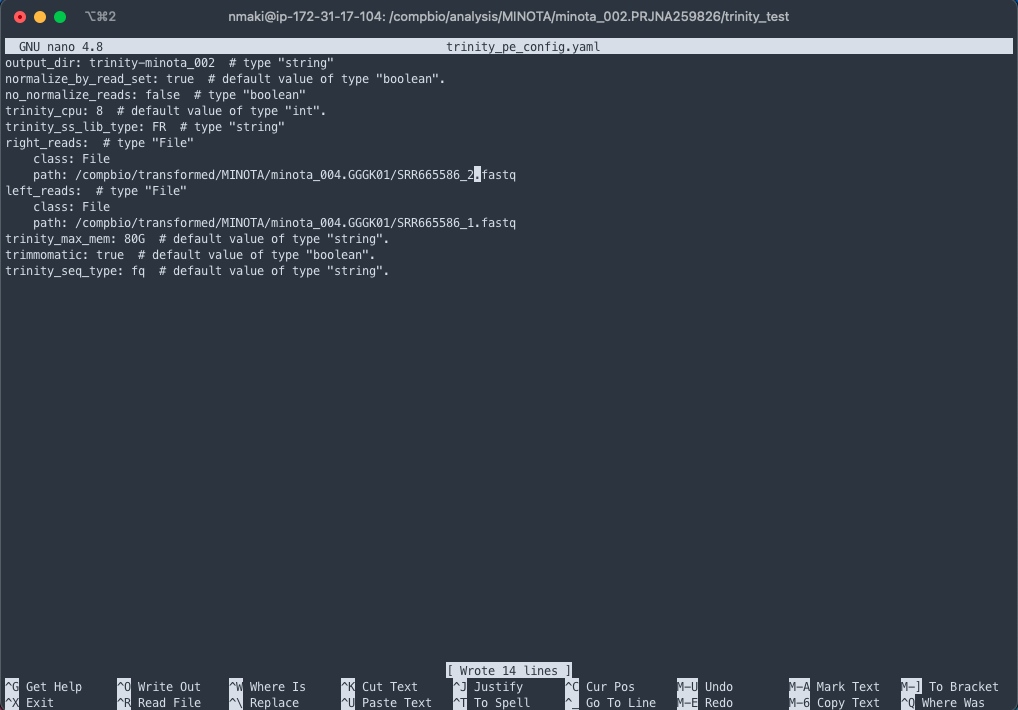 ⌥⌘2 nmaki@ip-172-31-17-104: /compbio/analysis/MINOTA/minota_002.PRJNA259826/trinity_test
GNU nano 4.8 trinity_pe_config.yaml
output_dir: trinity-minota_002  # type "string"
normalize_by_read_set: true  # default value of type "boolean".
no_normalize_reads: false  # type "boolean"
trinity_cpu: 8  # default value of type "int".
trinity_ss_lib_type: FR  # type "string"
right_reads:  # type "File"
    class: File
    path: /compbio/transformed/MINOTA/minota_004.GGGK01/SRR665586_2.fastq
left_reads:  # type "File"
    class: File
    path: /compbio/transformed/MINOTA/minota_004.GGGK01/SRR665586_1.fastq
trinity_max_mem: 80G  # default value of type "string".
trimmomatic: true  # default value of type "boolean".
trinity_seq_type: fq  # default value of type "string".
[ Wrote 14 lines ]
^G Get Help ^O Write Out ^W Where Is ^K Cut Text ^J Justify ^C Cur Pos M-U Undo M-A Mark Text M-] To Bracket
^X Exit ^R Read File ^\ Replace ^U Paste Text ^T To Spell ^_ Go To Line M-E Redo M-6 Copy Text ^Q Where Was